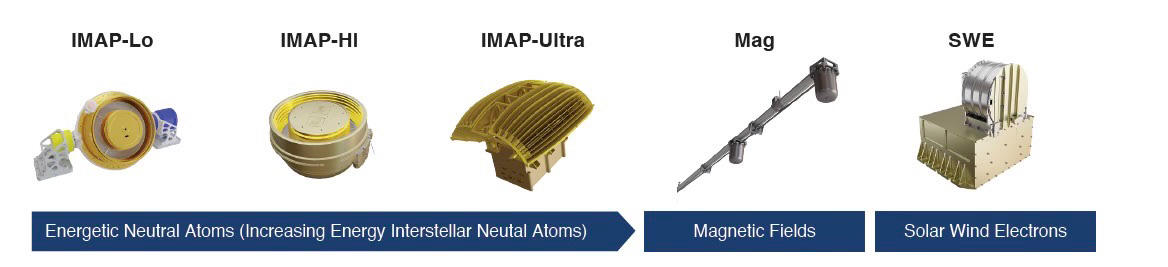 IMAP-Lo IMAP-HI IMAP-Ultra Mag SWE
Energetic Neutral Atoms (Increasing Energy Interstellar Neutal Atoms) Magnetic Fields Solar Wind Electrons